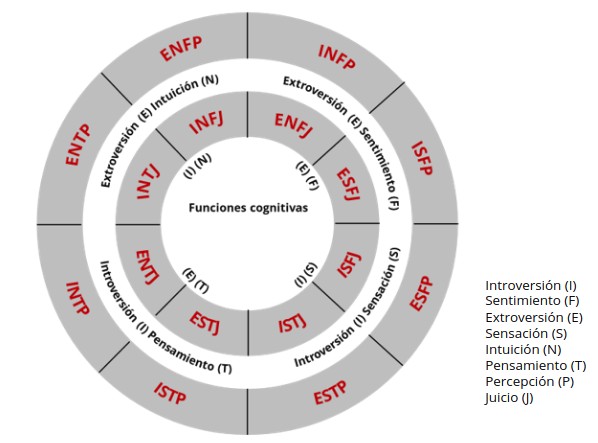 ENFP
INFP
ISFP
ESFP
ESTP
ISTP
INTP
ENTP
Extroversión (E) Intuición (N)
Extroversión (E) Sentimiento (F)
Introversión (I) Sensación (S)
Introversión (I) Pensamiento (T)
INFJ
ENFJ
ESFJ
ISFJ
ISTJ
ESTJ
ENTJ
INTJ
(I) (N)
(E) (F)
(I) (S)
(E) (T)
Funciones cognitivas
Introversión (I)
Sentimiento (F)
Extroversión (E)
Sensación (S)
Intuición (N)
Pensamiento (T)
Percepción (P)
Juicio (J)